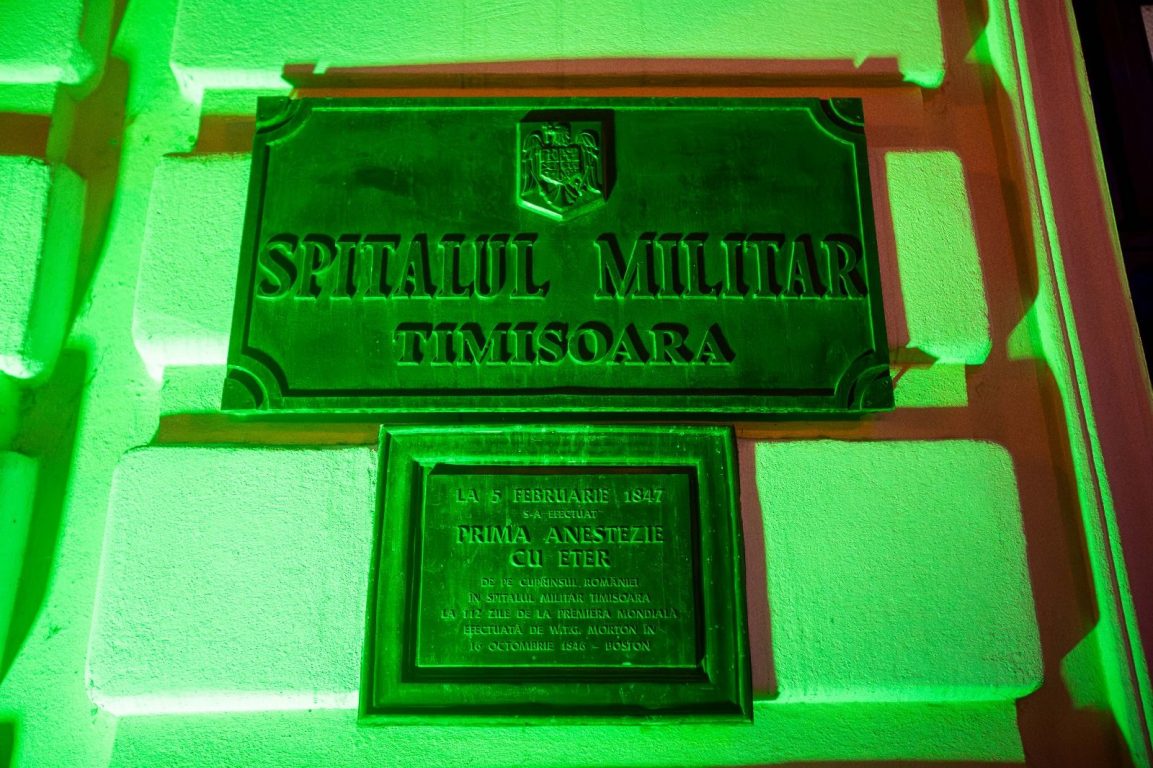 SPITALUL MILITAR
TIMISOARA
LA 5 FEBRUARIE 1847
S-A EFECTUAT
PRIMA ANESTEZIE
CU ETER
DE PE CUPRINSUL ROMÂNIEI
ÎN SPITALUL MILITAR TIMISOARA
LA 112 ZILE DE LA PREMIERA MONDIALĂ
EFECTUATĂ DE W.T.G. MORTON ÎN
16 OCTOMBRIE 1846 – BOSTON